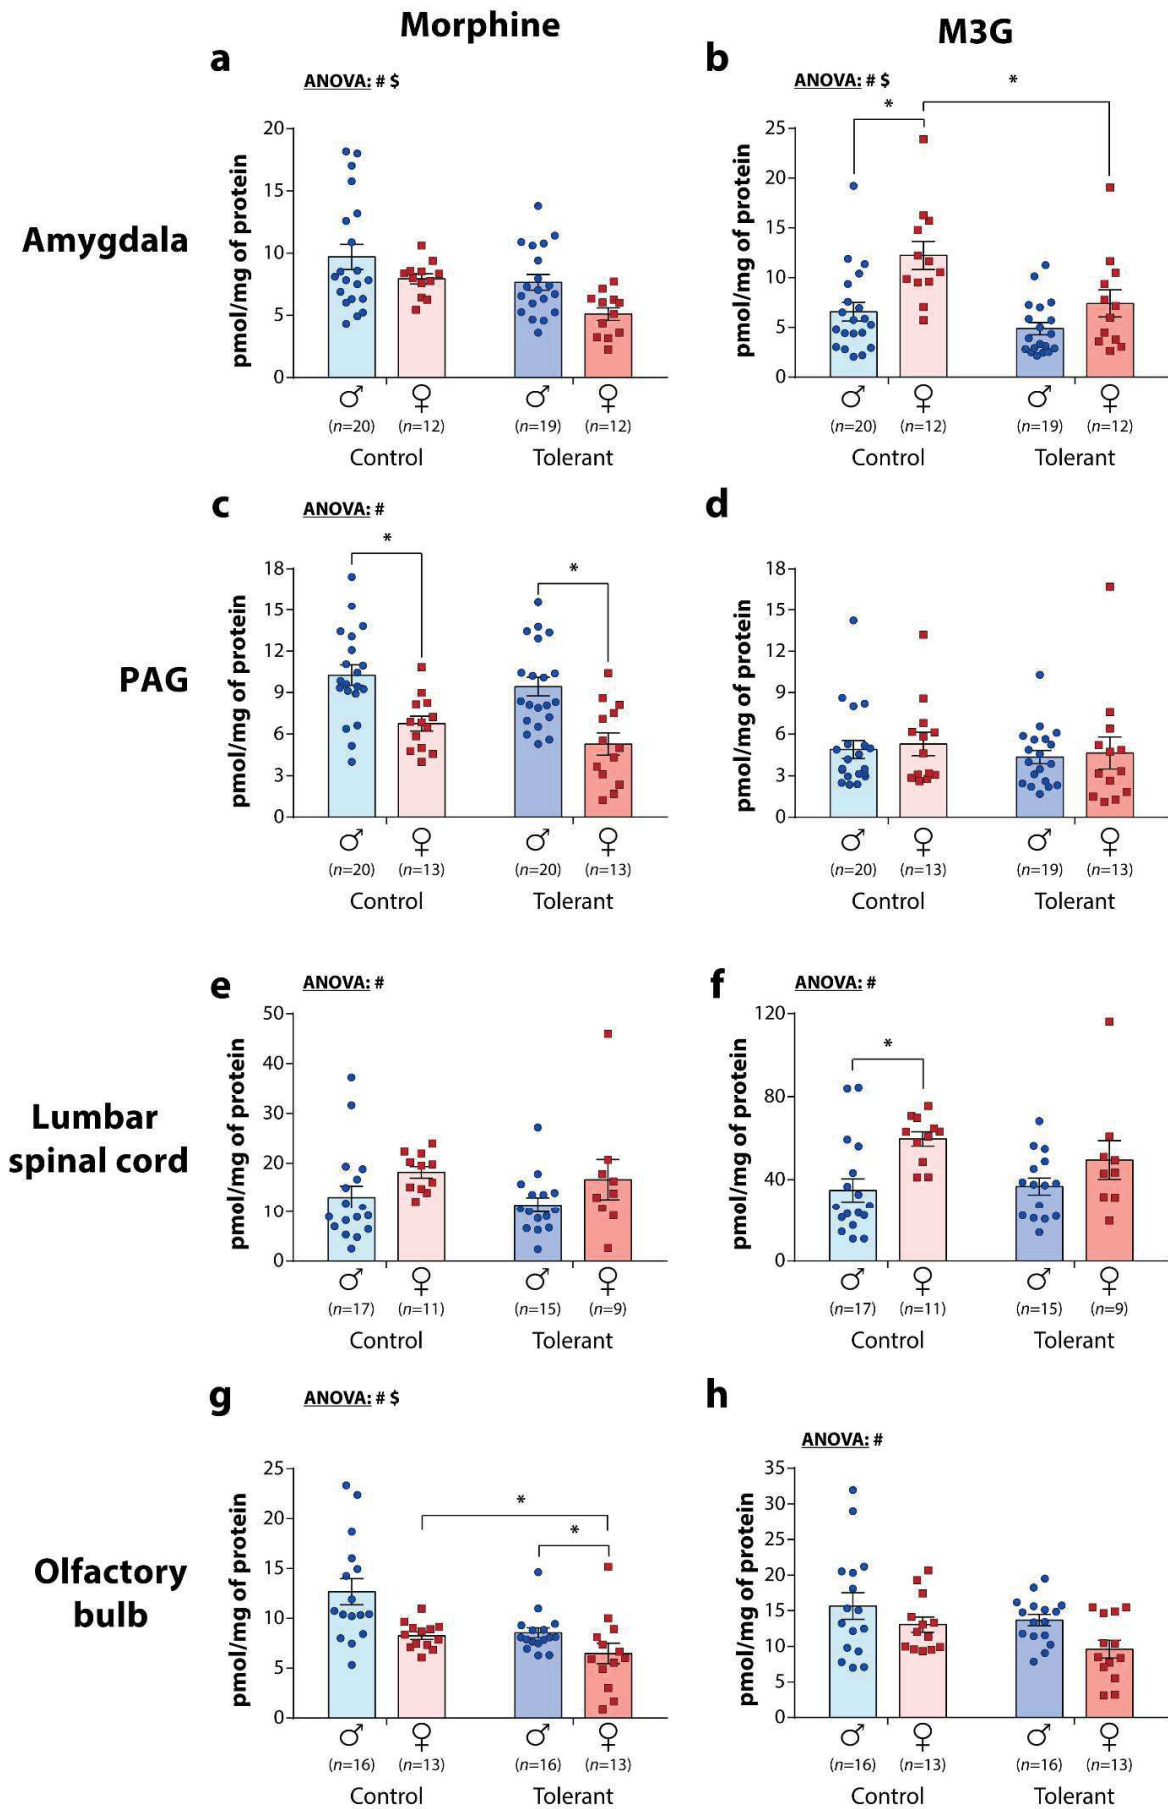 Morphine
M3G
a
ANOVA: # $
b
ANOVA: # $
*
*
Amygdala
pmol/mg of protein
20
15
10
5
0
♂ ♀ ♂ ♀
(n=20) (n=12) (n=19) (n=12)
Control Tolerant
pmol/mg of protein
25
20
15
10
5
0
♂ ♀ ♂ ♀
(n=20) (n=12) (n=19) (n=12)
Control Tolerant
c
ANOVA: #
*
*
d
PAG
pmol/mg of protein
18
15
12
9
6
3
0
♂ ♀ ♂ ♀
(n=20) (n=13) (n=20) (n=13)
Control Tolerant
pmol/mg of protein
18
15
12
9
6
3
0
♂ ♀ ♂ ♀
(n=20) (n=13) (n=19) (n=13)
Control Tolerant
e
ANOVA: #
f
ANOVA: #
*
Lumbar
spinal cord
pmol/mg of protein
50
40
30
20
10
0
♂ ♀ ♂ ♀
(n=17) (n=11) (n=15) (n=9)
Control Tolerant
pmol/mg of protein
120
80
40
0
♂ ♀ ♂ ♀
(n=17) (n=11) (n=15) (n=9)
Control Tolerant
g
ANOVA: # $
*
*
h
ANOVA: #
Olfactory
bulb
pmol/mg of protein
25
20
15
10
5
0
♂ ♀ ♂ ♀
(n=16) (n=13) (n=16) (n=13)
Control Tolerant
pmol/mg of protein
35
30
25
20
15
10
5
0
♂ ♀ ♂ ♀
(n=16) (n=13) (n=16) (n=13)
Control Tolerant